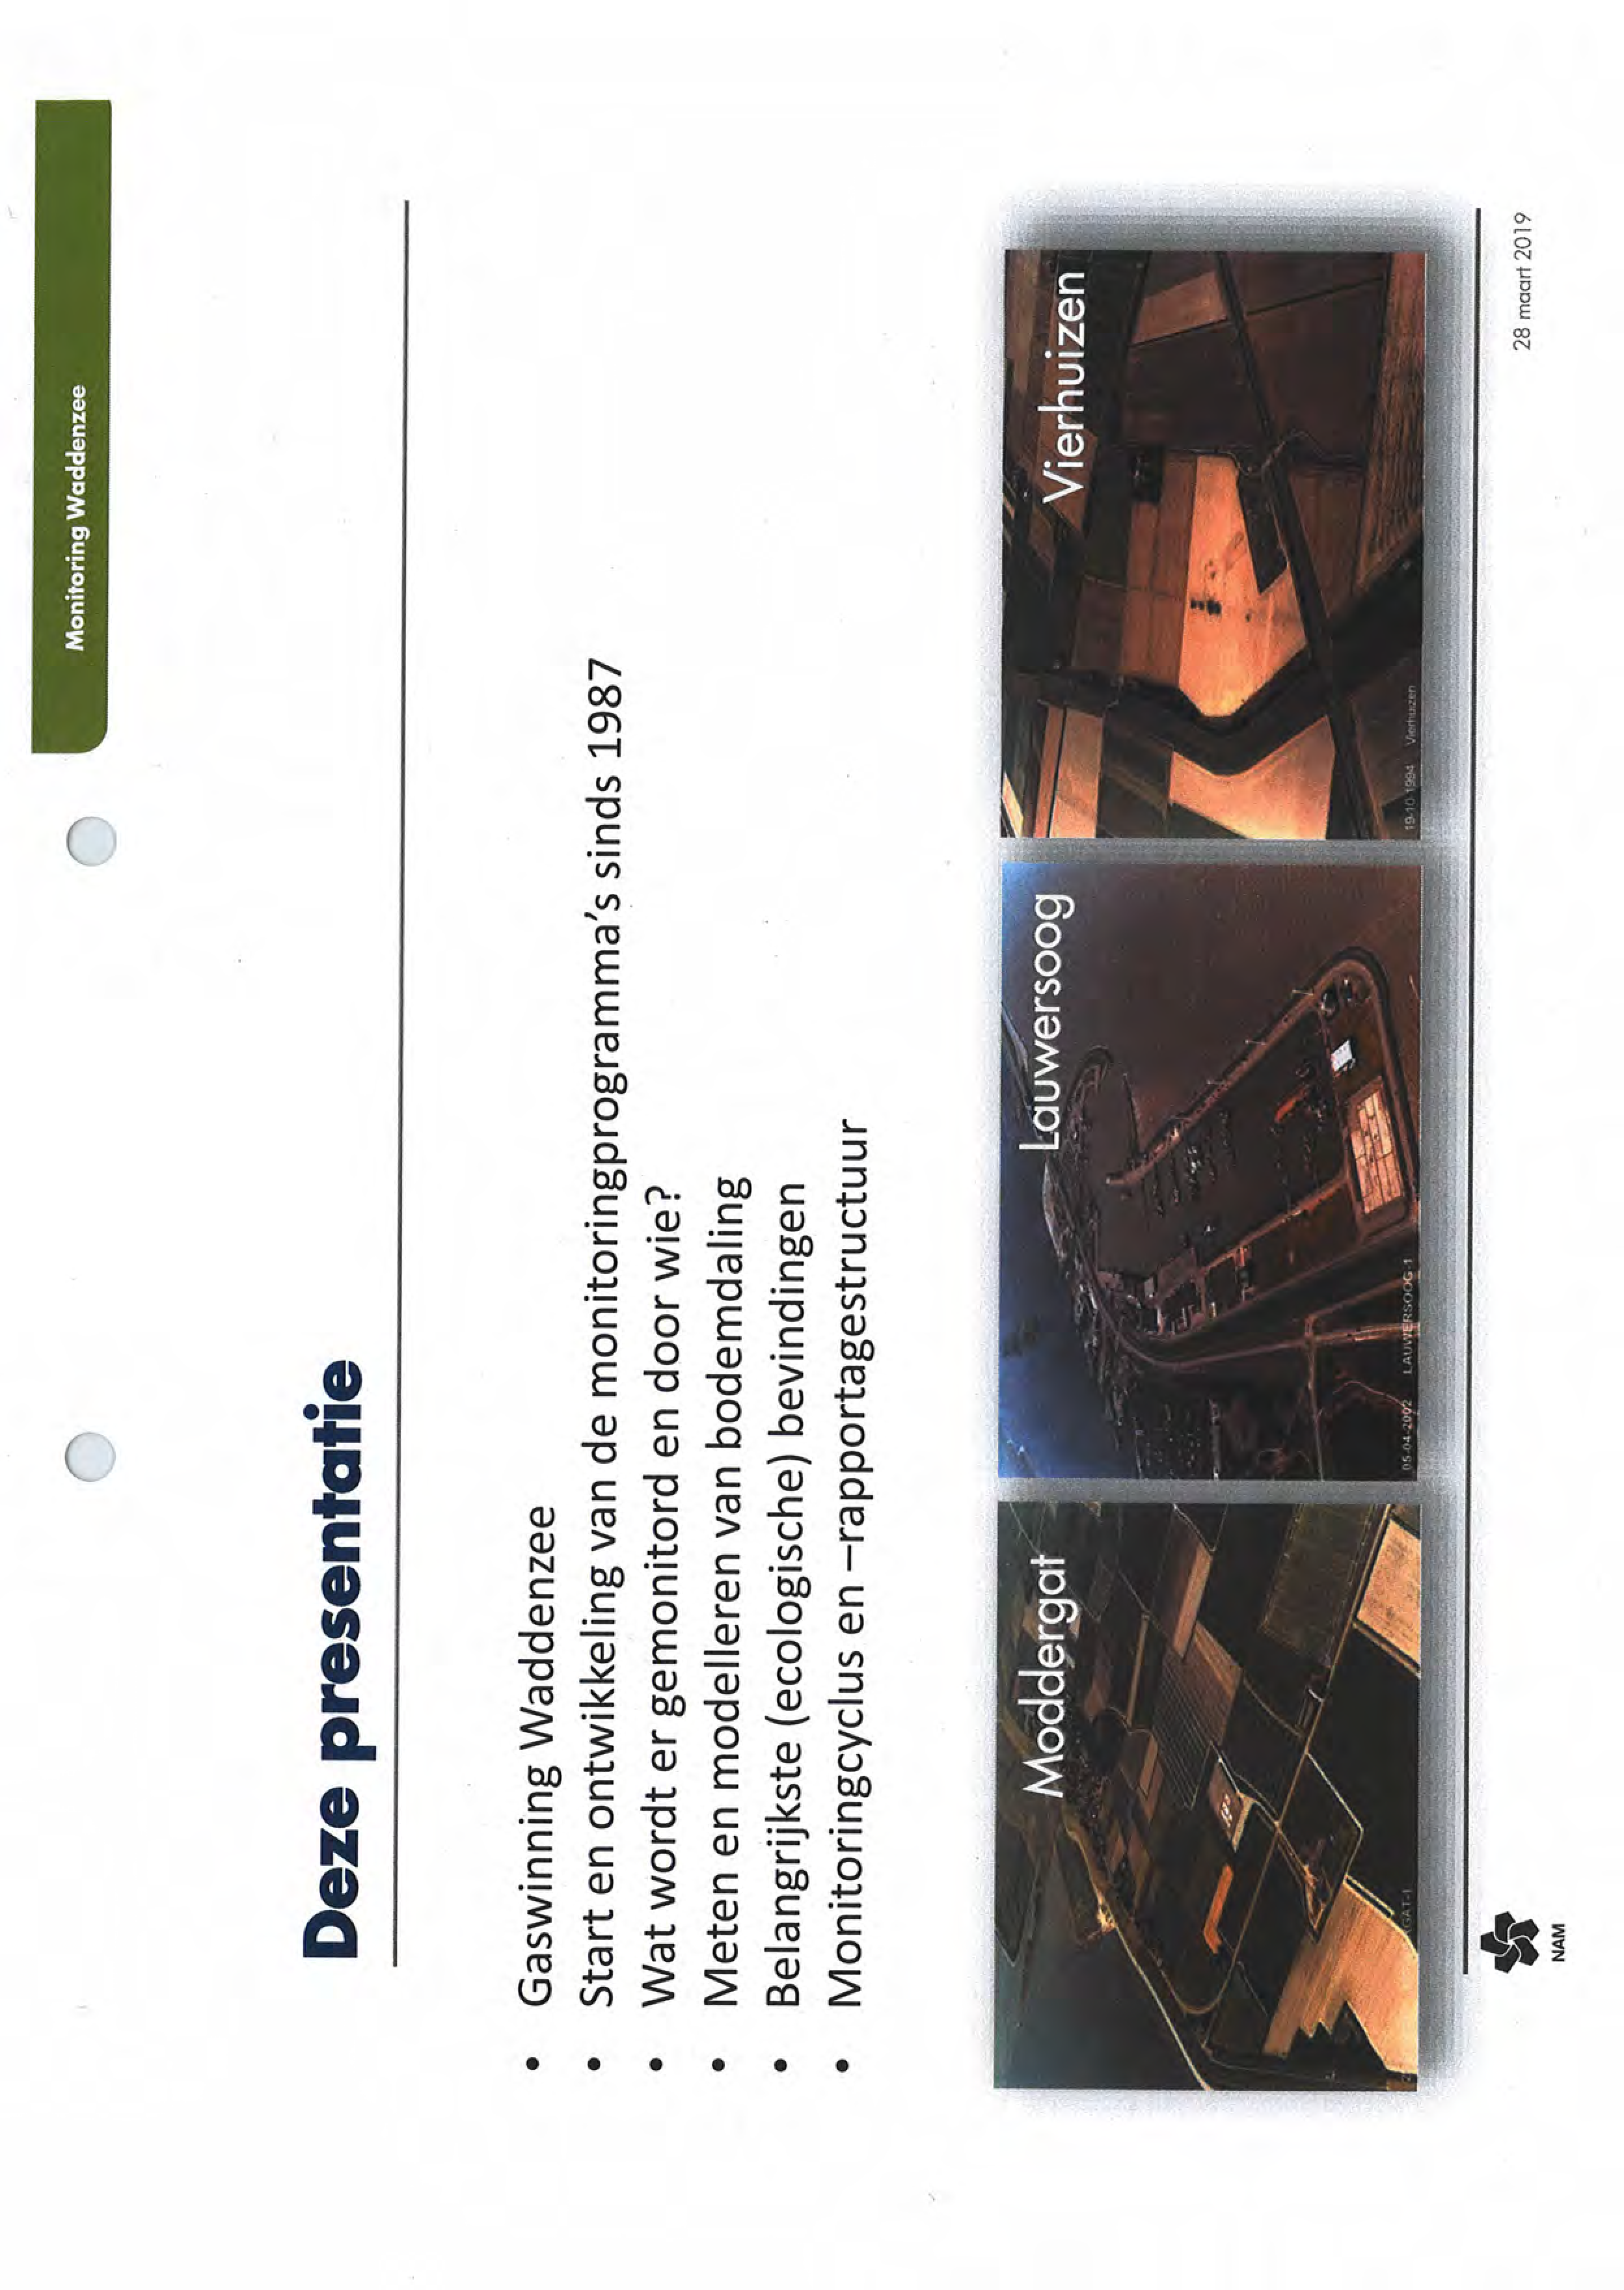 Monitoring Waddenzee
Deze presentatie
• Gaswinning Waddenzee
• Start en ontwikkeling van de monitoringprogramma's sinds 1987
• Wat wordt er gemonitord en door wie?
• Meten en modelleren van bodemdaling
• Belangrijkste (ecologische) bevindingen
• Monitoringcyclus en –rapportagestructuur
Moddergat
Lauwersoog
Vierhuizen
GAT-1
05-04-2002 LAUWERSOOG-1
19-10-1994 Vierhuizen
NAM
28 maart 2019